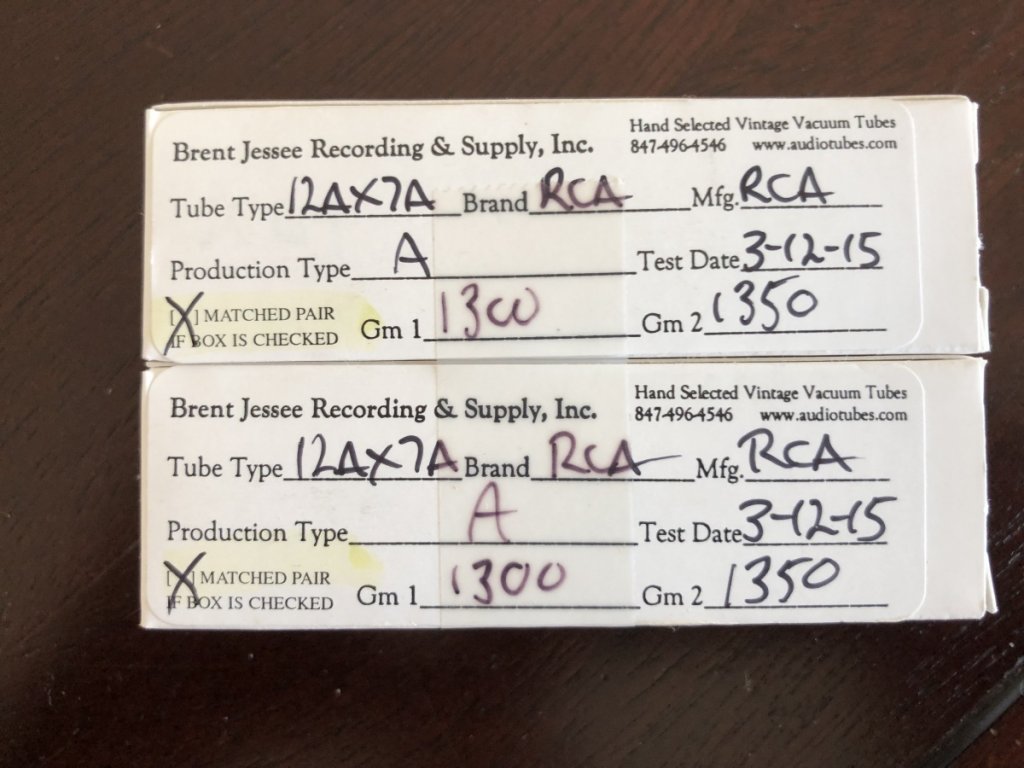 Brent Jessee Recording & Supply, Inc. Hand Selected Vintage Vacuum Tubes
847-496-4546 www.audiotubes.com
Tube Type 12AX7A Brand RCA Mfg. RCA
Production Type A Test Date 3-12-15
[X] MATCHED PAIR
IF BOX IS CHECKED Gm 1 1300 Gm 2 1350
Brent Jessee Recording & Supply, Inc. Hand Selected Vintage Vacuum Tubes
847-496-4546 www.audiotubes.com
Tube Type 12AX7A Brand RCA Mfg. RCA
Production Type A Test Date 3-12-15
[X] MATCHED PAIR
IF BOX IS CHECKED Gm 1 1300 Gm 2 1350